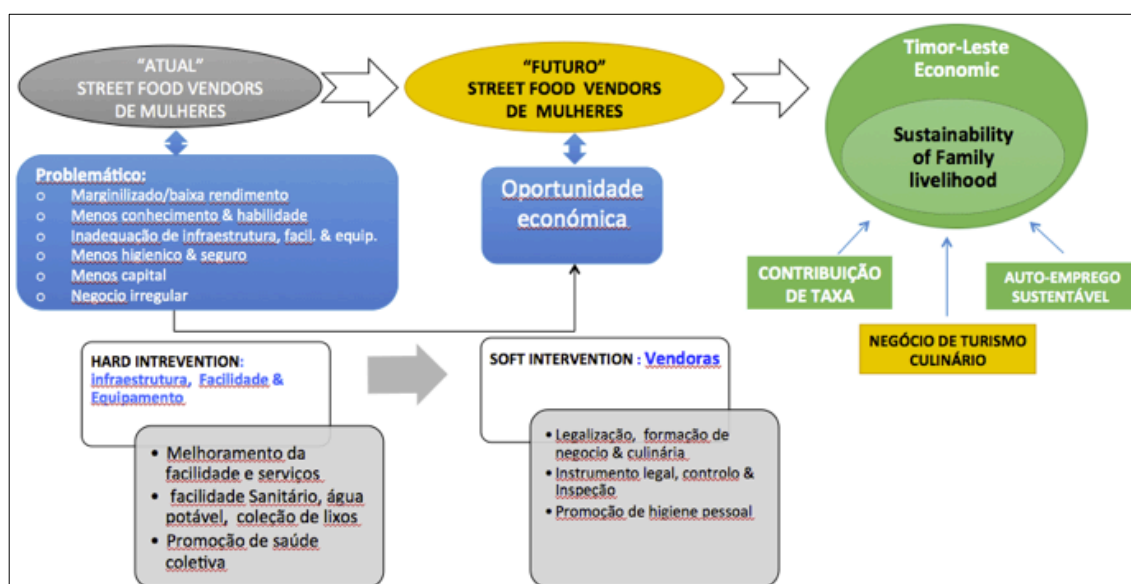 “ATUAL”
STREET FOOD VENDORS
DE MULHERES
“FUTURO”
STREET FOOD VENDORS
DE MULHERES
Timor-Leste
Economic
Sustainability
of Family
livelihood
Problemático:
o Marginilizado/baixa rendimento
o Menos conhecimento & habilidade
o Inadequação de infraestrutura, facil. & equip.
o Menos higienico & seguro
o Menos capital
o Negocio irregular
Oportunidade
económica
CONTRIBUIÇÃO
DE TAXA
AUTO-EMPREGO
SUSTENTÁVEL
NEGÓCIO DE TURISMO
CULINÁRIO
HARD INTREVENTION:
infraestrutura, Facilidade &
Equipamento
SOFT INTERVENTION : Vendoras
• Melhoramento da
facilidade e serviços
• facilidade Sanitário, água
potável, coleção de lixos
• Promoção de saúde
coletiva
• Legalização, formação de
negocio & culinária
• Instrumento legal, controlo &
Inspeção
• Promoção de higiene pessoal